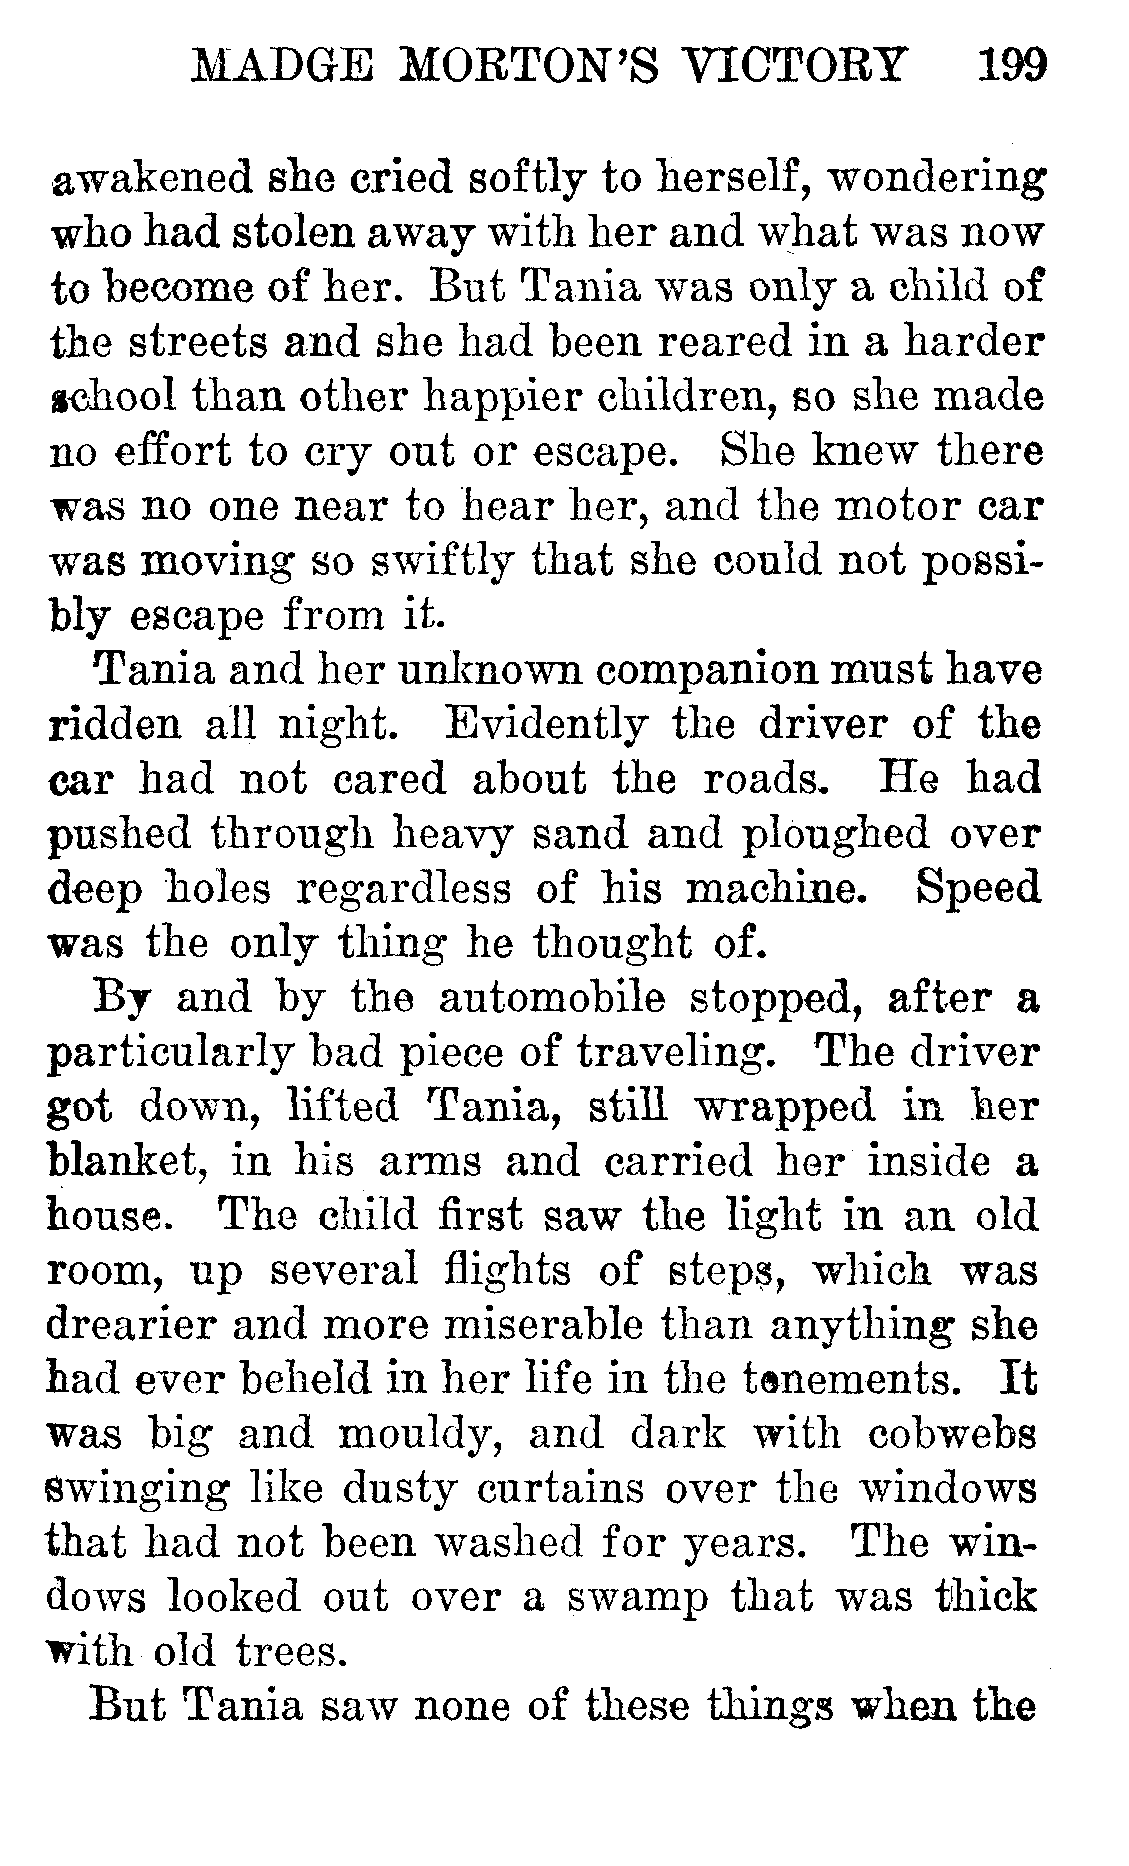 MADGE MORTON'S VICTORY 199
awakened she cried softly to herself, wondering
who had stolen away with her and what was now
to become of her. But Tania was only a child of
the streets and she had been reared in a harder
school than other happier children, so she made
no effort to cry out or escape. She knew there
was no one near to hear her, and the motor car
was moving so swiftly that she could not possi-
bly escape from it.
Tania and her unknown companion must have
ridden all night. Evidently the driver of the
car had not cared about the roads. He had
pushed through heavy sand and ploughed over
deep holes regardless of his machine. Speed
was the only thing he thought of.
By and by the automobile stopped, after a
particularly bad piece of traveling. The driver
got down, lifted Tania, still wrapped in her
blanket, in his arms and carried her inside a
house. The child first saw the light in an old
room, up several flights of steps, which was
drearier and more miserable than anything she
had ever beheld in her life in the tenements. It
was big and mouldy, and dark with cobwebs
swinging like dusty curtains over the windows
that had not been washed for years. The win-
dows looked out over a swamp that was thick
with old trees.
But Tania saw none of these things when the